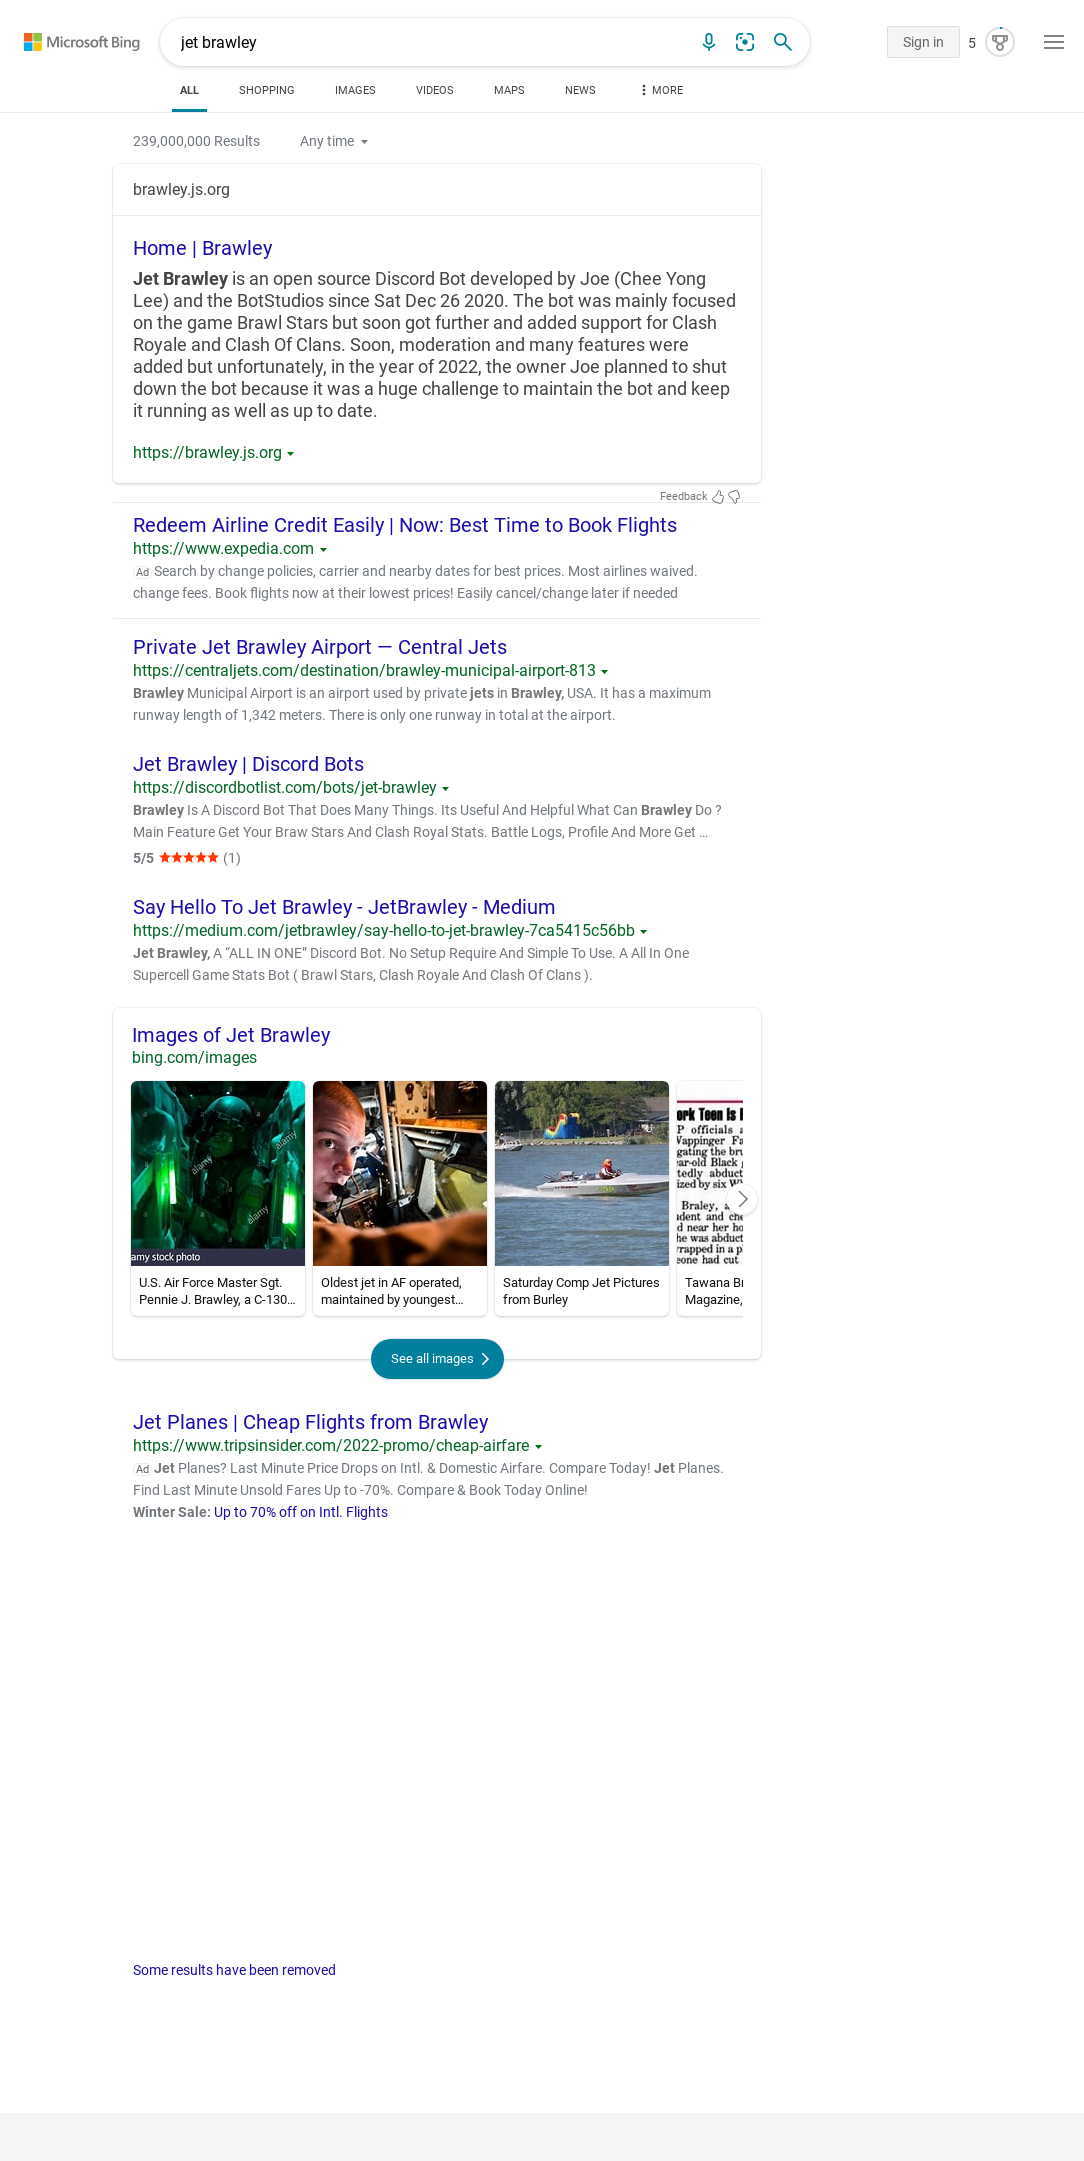 Microsoft Bing
jet brawley
Sign in
5
ALL
SHOPPING
IMAGES
VIDEOS
MAPS
NEWS
MORE
239,000,000 Results
Any time
brawley.js.org
Home | Brawley
Jet Brawley is an open source Discord Bot developed by Joe (Chee Yong
Lee) and the BotStudios since Sat Dec 26 2020. The bot was mainly focused
on the game Brawl Stars but soon got further and added support for Clash
Royale and Clash Of Clans. Soon, moderation and many features were
added but unfortunately, in the year of 2022, the owner Joe planned to shut
down the bot because it was a huge challenge to maintain the bot and keep
it running as well as up to date.
https://brawley.js.org
Feedback
Redeem Airline Credit Easily | Now: Best Time to Book Flights
https://www.expedia.com
Ad Search by change policies, carrier and nearby dates for best prices. Most airlines waived.
change fees. Book flights now at their lowest prices! Easily cancel/change later if needed
Private Jet Brawley Airport — Central Jets
https://centraljets.com/destination/brawley-municipal-airport-813
Brawley Municipal Airport is an airport used by private jets in Brawley, USA. It has a maximum
runway length of 1,342 meters. There is only one runway in total at the airport.
Jet Brawley | Discord Bots
https://discordbotlist.com/bots/jet-brawley
Brawley Is A Discord Bot That Does Many Things. Its Useful And Helpful What Can Brawley Do ?
Main Feature Get Your Braw Stars And Clash Royal Stats. Battle Logs, Profile And More Get ...
5/5 ★★★★★ (1)
Say Hello To Jet Brawley - JetBrawley - Medium
https://medium.com/jetbrawley/say-hello-to-jet-brawley-7ca5415c56bb
Jet Brawley, A “ALL IN ONE” Discord Bot. No Setup Require And Simple To Use. A All In One
Supercell Game Stats Bot ( Brawl Stars, Clash Royale And Clash Of Clans ).
Images of Jet Brawley
bing.com/images
alamy
alamy
alamy
amy stock photo
ork Teen Is
P officials a
Wappinger Fa
gating the bru
ear-old Black
tedly abduct
ized by six W
Braley, a
dent and che
d near her ho
he was abduct
wrapped in a pl
eone had cut
U.S. Air Force Master Sgt.
Pennie J. Brawley, a C-130...
Oldest jet in AF operated,
maintained by youngest...
Saturday Comp Jet Pictures
from Burley
Tawana Br
Magazine,
See all images
Jet Planes | Cheap Flights from Brawley
https://www.tripsinsider.com/2022-promo/cheap-airfare
Ad Jet Planes? Last Minute Price Drops on Intl. & Domestic Airfare. Compare Today! Jet Planes.
Find Last Minute Unsold Fares Up to -70%. Compare & Book Today Online!
Winter Sale: Up to 70% off on Intl. Flights
Some results have been removed